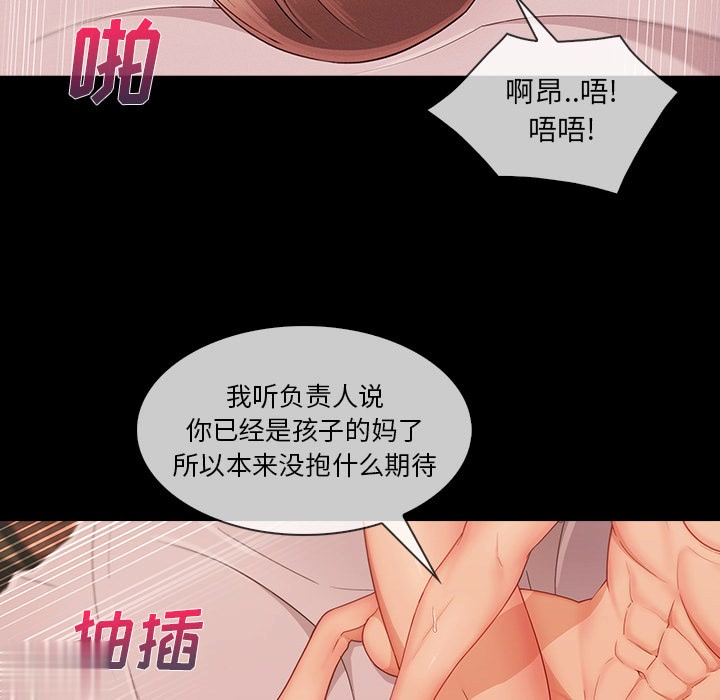 啪
啊昂..唔!
唔唔!
我听负责人说
你已经是孩子的妈了
所以本来没抱什么期待
抽插